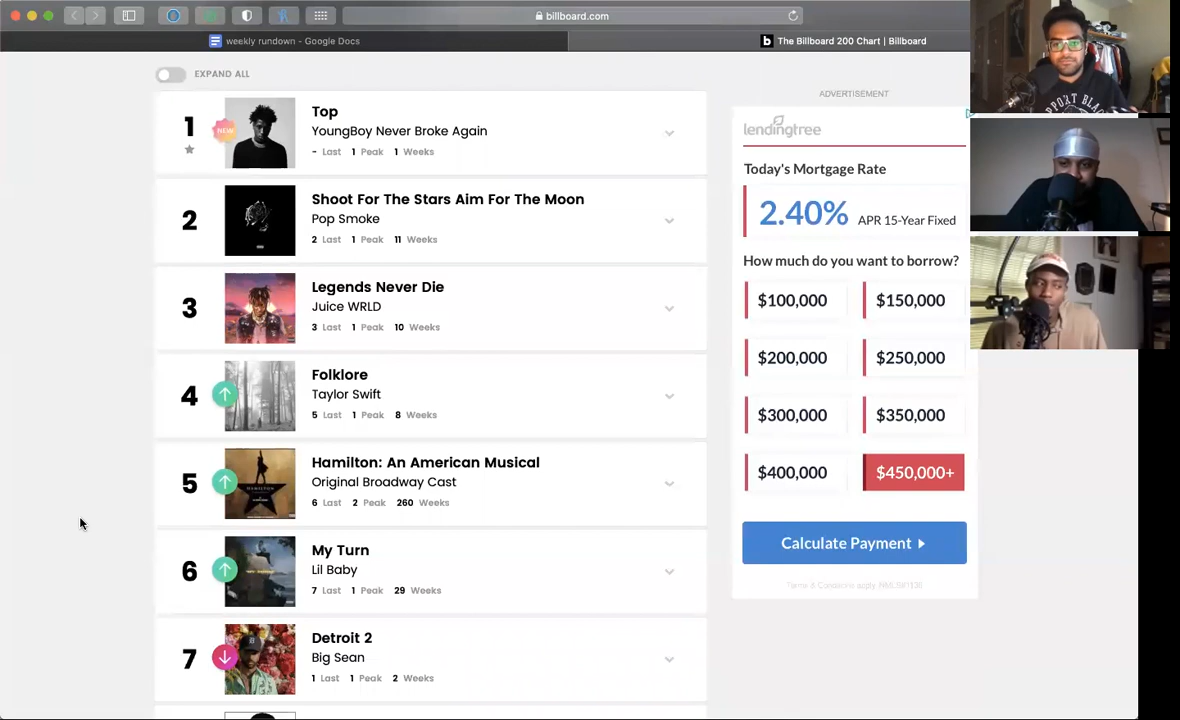 billboard.com
weekly rundown - Google Docs
b The Billboard 200 Chart | Billboard
EXPAND ALL
1
NEW
Top
YoungBoy Never Broke Again
- Last 1 Peak 1 Weeks
2
Shoot For The Stars Aim For The Moon
Pop Smoke
2 Last 1 Peak 11 Weeks
3
Legends Never Die
Juice WRLD
3 Last 1 Peak 10 Weeks
4
Folklore
Taylor Swift
5 Last 1 Peak 8 Weeks
5
HAMILTON
Hamilton: An American Musical
Original Broadway Cast
6 Last 2 Peak 260 Weeks
6
My Turn
Lil Baby
7 Last 1 Peak 29 Weeks
7
Detroit 2
Big Sean
1 Last 1 Peak 2 Weeks
ADVERTISEMENT
lendingtree
Today's Mortgage Rate
2.40% APR 15-Year Fixed
How much do you want to borrow?
$100,000 $150,000
$200,000 $250,000
$300,000 $350,000
$400,000 $450,000+
Calculate Payment